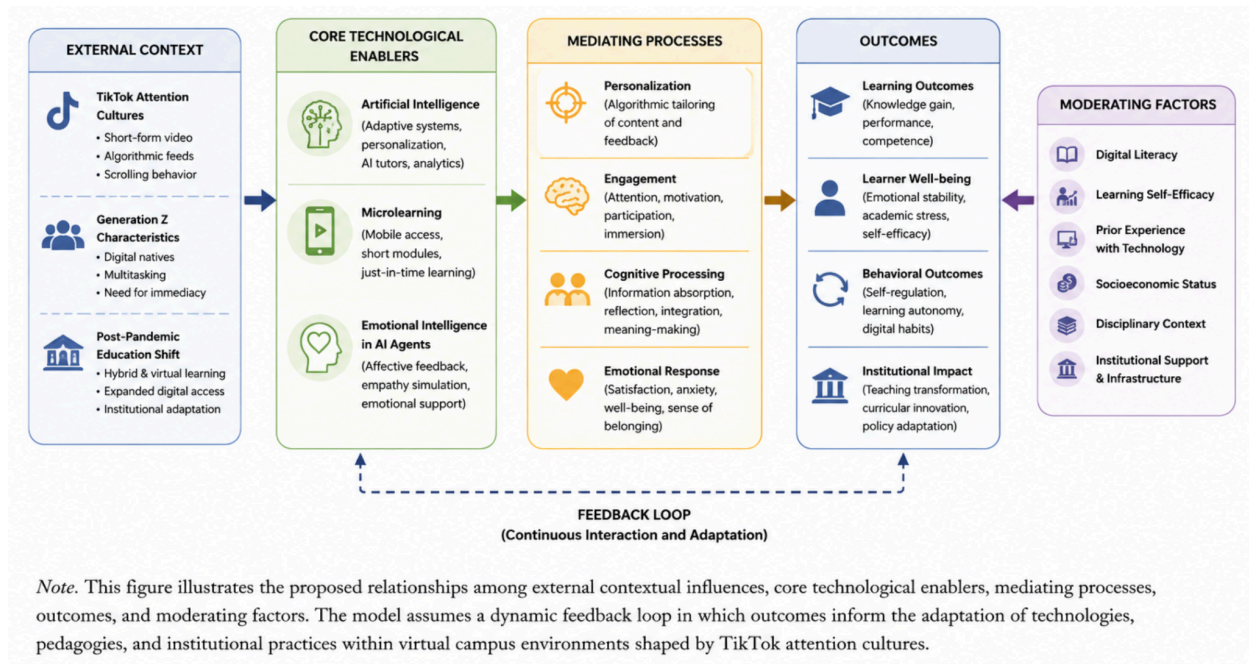 EXTERNAL CONTEXT
TikTok Attention
Cultures
• Short-form video
• Algorithmic feeds
• Scrolling behavior
Generation Z
Characteristics
• Digital natives
• Multitasking
• Need for immediacy
Post-Pandemic
Education Shift
• Hybrid & virtual learning
• Expanded digital access
• Institutional adaptation
CORE TECHNOLOGICAL
ENABLERS
Artificial Intelligence
(Adaptive systems,
personalization,
AI tutors, analytics)
Microlearning
(Mobile access,
short modules,
just-in-time learning)
Emotional Intelligence
in AI Agents
(Affective feedback,
empathy simulation,
emotional support)
MEDIATING PROCESSES
Personalization
(Algorithmic tailoring
of content and
feedback)
Engagement
(Attention, motivation,
participation,
immersion)
Cognitive Processing
(Information absorption,
reflection, integration,
meaning-making)
Emotional Response
(Satisfaction, anxiety,
well-being, sense of
belonging)
OUTCOMES
Learning Outcomes
(Knowledge gain,
performance,
competence)
Learner Well-being
(Emotional stability,
academic stress,
self-efficacy)
Behavioral Outcomes
(Self-regulation,
learning autonomy,
digital habits)
Institutional Impact
(Teaching transformation,
curricular innovation,
policy adaptation)
MODERATING FACTORS
Digital Literacy
Learning Self-Efficacy
Prior Experience
with Technology
Socioeconomic Status
Disciplinary Context
Institutional Support
& Infrastructure
FEEDBACK LOOP
(Continuous Interaction and Adaptation)
Note. This figure illustrates the proposed relationships among external contextual influences, core technological enablers, mediating processes,
outcomes, and moderating factors. The model assumes a dynamic feedback loop in which outcomes inform the adaptation of technologies,
pedagogies, and institutional practices within virtual campus environments shaped by TikTok attention cultures.